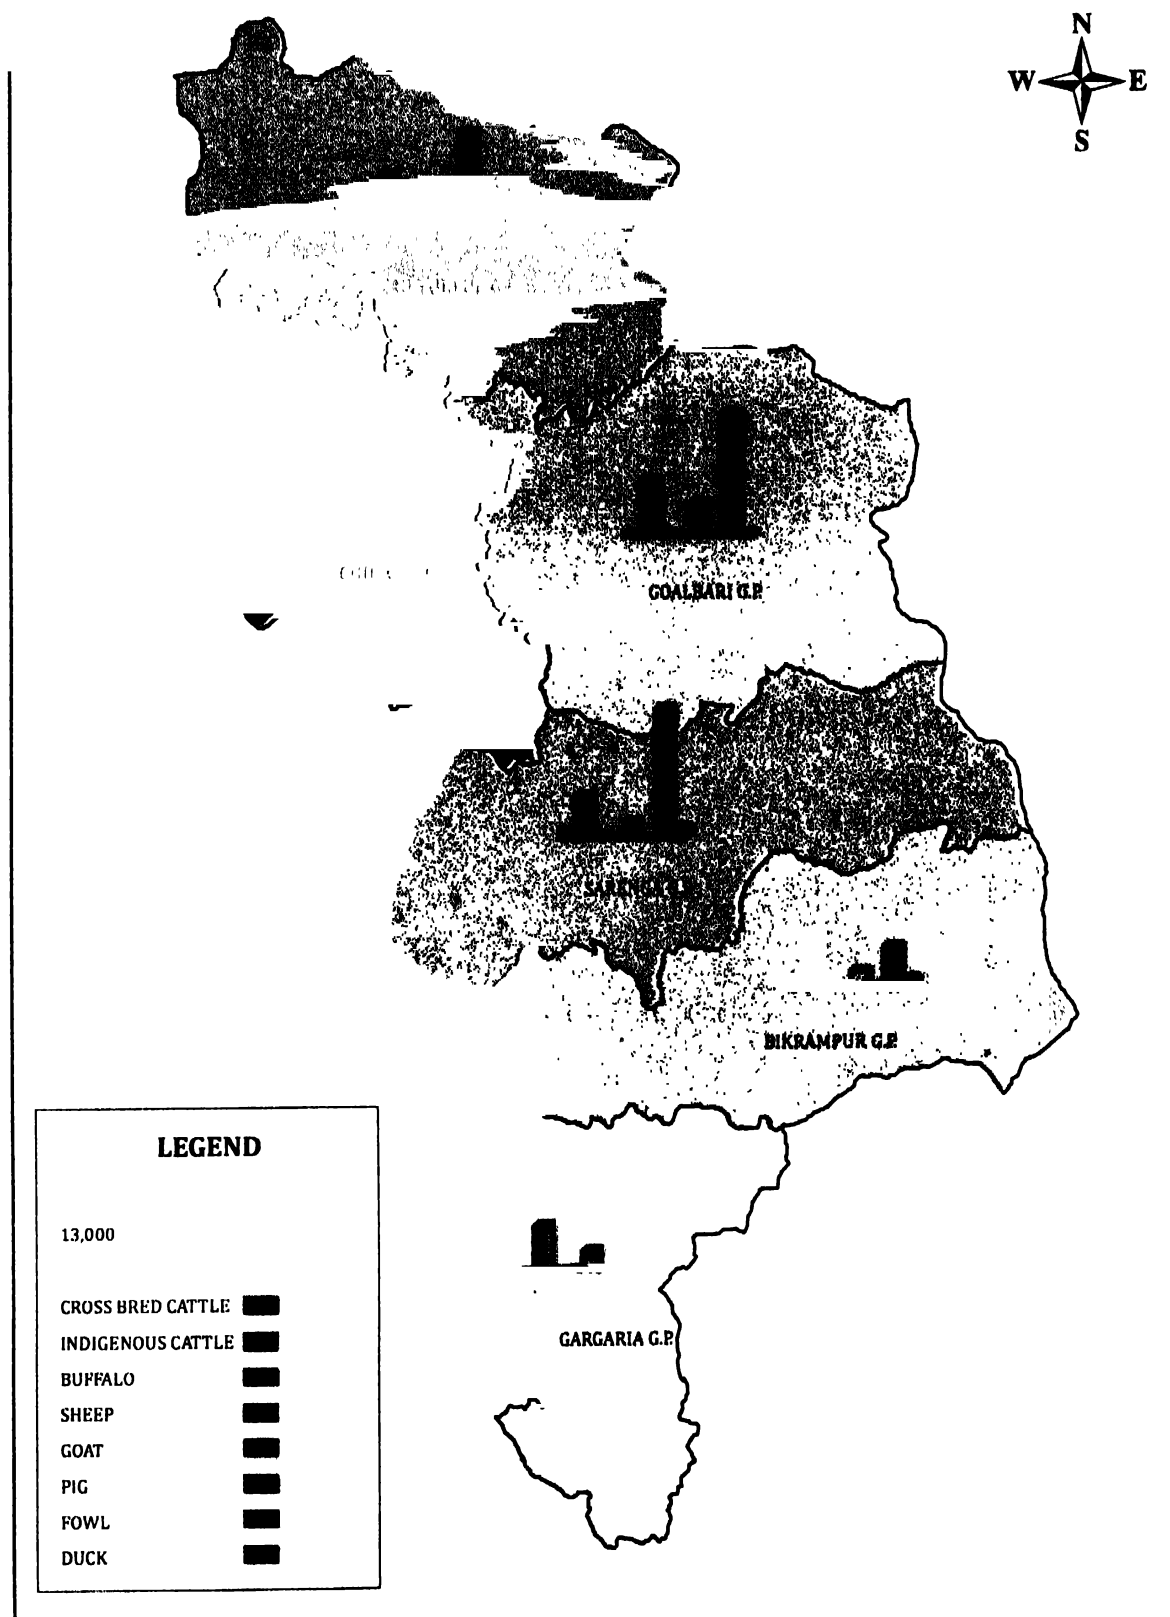 N
W E
S
GOALBARI G.P.
BIKRAMPUR G.P.
LEGEND
13,000
CROSS BRED CATTLE
INDIGENOUS CATTLE
BUFFALO
SHEEP
GOAT
PIG
FOWL
DUCK
GARGARIA G.P.